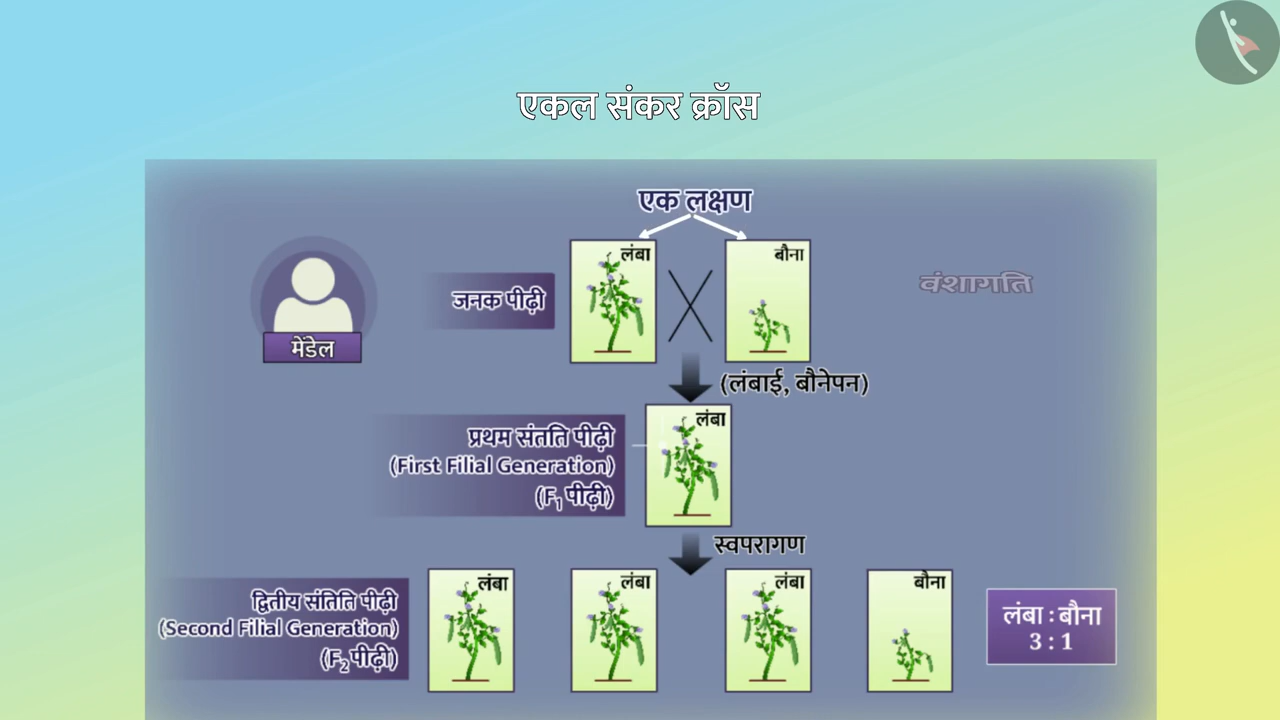 एकल संकर क्रॉस
एक लक्षण
लंबा
बौना
जनक पीढ़ी
वंशागति
मेंडेल
(लंबाई, बौनेपन)
लंबा
प्रथम संतति पीढ़ी
(First Filial Generation)
(F₁ पीढ़ी)
स्वपरागण
लंबा
लंबा
लंबा
बौना
द्वितीय संतिति पीढ़ी
(Second Filial Generation)
(F₂ पीढ़ी)
लंबा : बौना
3 : 1